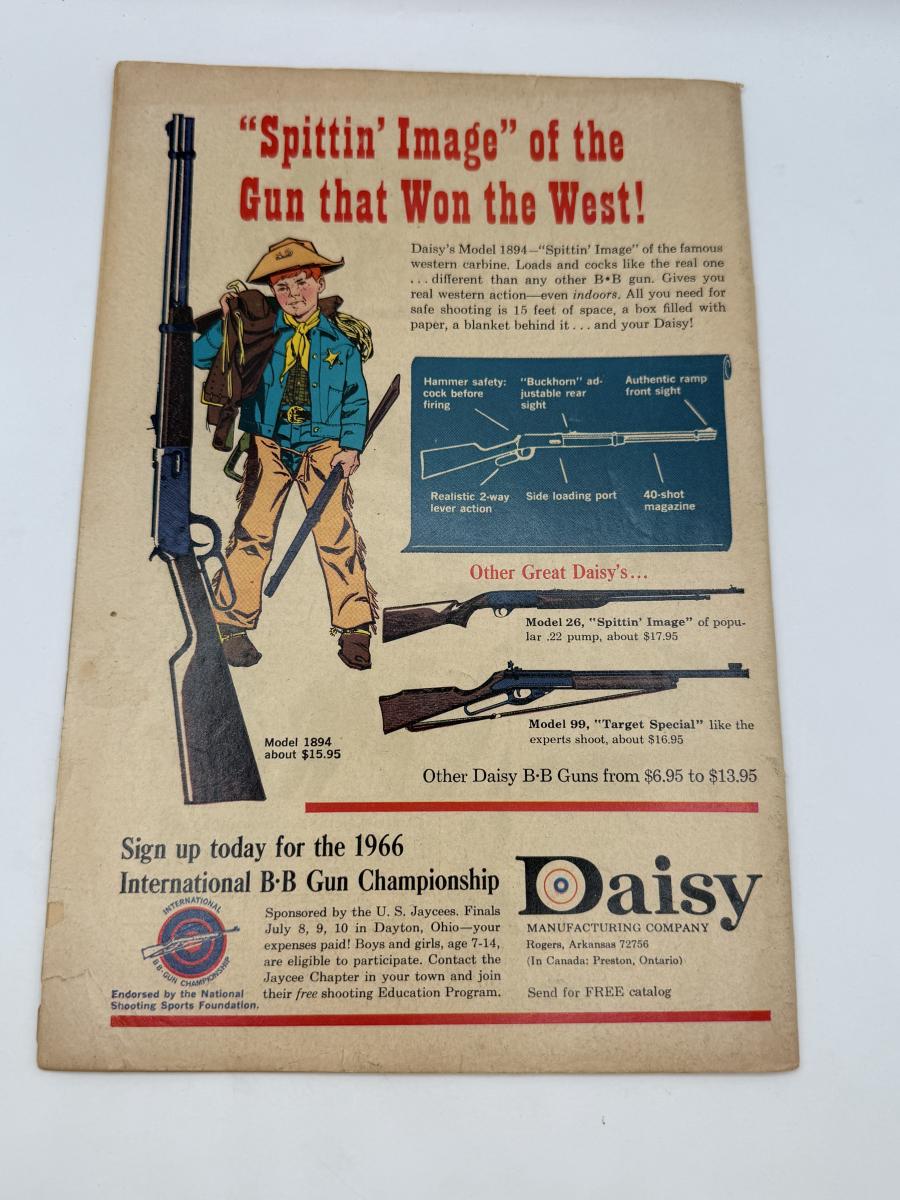 “Spittin’ Image” of the
Gun that Won the West!
Daisy's Model 1894—“Spittin' Image” of the famous
western carbine. Loads and cocks like the real one
. . . different than any other B•B gun. Gives you
real western action—even indoors. All you need for
safe shooting is 15 feet of space, a box filled with
paper, a blanket behind it . . . and your Daisy!
Hammer safety:
cock before
firing
"Buckhorn" ad-
justable rear
sight
Authentic ramp
front sight
Realistic 2-way
lever action
Side loading port
40-shot
magazine
Other Great Daisy's...
Model 26, "Spittin' Image" of popu-
lar .22 pump, about $17.95
Model 99, "Target Special" like the
experts shoot, about $16.95
Model 1894
about $15.95
Other Daisy B•B Guns from $6.95 to $13.95
Sign up today for the 1966
International B•B Gun Championship
INTERNATIONAL
B•B-GUN CHAMPIONSHIP
Endorsed by the National
Shooting Sports Foundation.
Sponsored by the U. S. Jaycees. Finals
July 8, 9, 10 in Dayton, Ohio—your
expenses paid! Boys and girls, age 7-14,
are eligible to participate. Contact the
Jaycee Chapter in your town and join
their free shooting Education Program.
Daisy
MANUFACTURING COMPANY
Rogers, Arkansas 72756
(In Canada: Preston, Ontario)
Send for FREE catalog